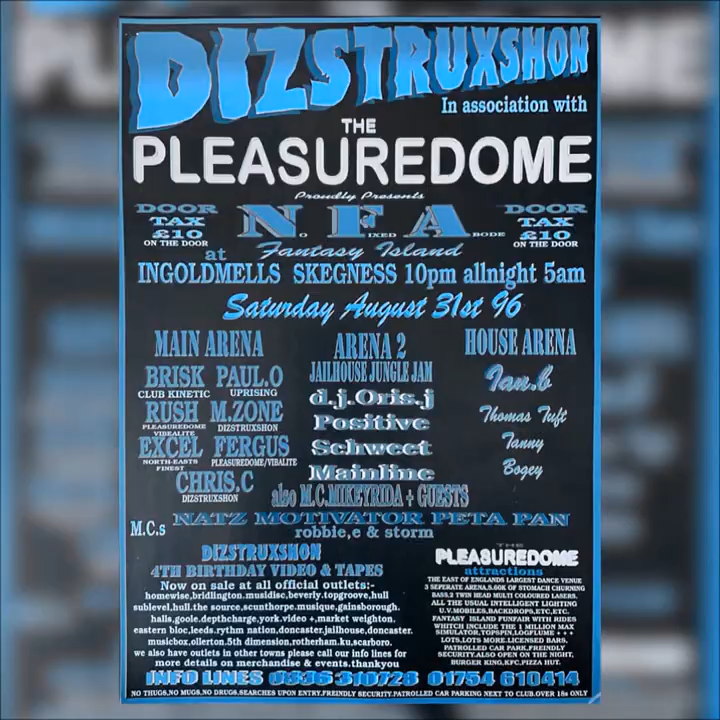 DIZSTRUXSHON
In association with
THE
PLEASUREDOME
Proudly Presents
DOOR TAX £10 ON THE DOOR
N.O F.IXED A.BODE
DOOR TAX £10 ON THE DOOR
at Fantasy Island
INGOLDMELLS SKEGNESS 10pm allnight 5am
Saturday August 31st 96
MAIN ARENA
BRISK PAUL.O
CLUB KINETIC UPRISING
RUSH M.ZONE
PLEASUREDOME VIBEALITE DIZSTRUXSHON
EXCEL FERGUS
NORTH-EASTS FINEST PLEASUREDOME/VIBALITE
CHRIS.C
DIZSTRUXSHON
ARENA 2
JAILHOUSE JUNGLE JAM
d.j.Oris.j
Positive
Schweet
Mainline
also M.C.MIKEYRIDA + GUESTS
HOUSE ARENA
Ian.b
Thomas Tuft
Tanny
Bogey
M.C.s NATZ MOTIVATOR PETA PAN
robbie,e & storm
DIZSTRUXSHON
4TH BIRTHDAY VIDEO & TAPES
Now on sale at all official outlets:-
homewise,bridlington.musidisc,beverly.topgroove,hull
sublevel,hull.the source,scunthorpe.musique,gainsborough.
halls,goole.depthcharge,york.video +,market weighton.
eastern bloc,leeds.rythm nation,doncaster.jailhouse,doncaster.
musicbox,ollerton.5th dimension,rotherham.ku,scarboro.
we also have outlets in other towns please call our info lines for
more details on merchandise & events.thankyou
THE
PLEASUREDOME
attractions
THE EAST OF ENGLANDS LARGEST DANCE VENUE
3 SEPERATE ARENA,S.60K OF STOMACH CHURNING
BASS.2 TWIN HEAD MULTI COLOURED LASERS.
ALL THE USUAL INTELLIGENT LIGHTING
U.V.MOBILES,BACKDROPS,ETC,ETC.
FANTASY ISLAND FUNFAIR WITH RIDES
WHITCH INCLUDE THE 1 MILLION MAX
SIMULATOR,TOPSPIN,LOGFLUME + + +
LOTS,LOTS MORE.LICENSED BARS,
PATROLLED CAR PARK,FREINDLY
SECURITY.ALSO OPEN ON THE NIGHT,
BURGER KING,KFC,PIZZA HUT.
INFO LINES 0836 310728 01754 610414
NO THUGS,NO MUGS,NO DRUGS.SEARCHES UPON ENTRY.FREINDLY SECURITY.PATROLLED CAR PARKING NEXT TO CLUB.OVER 18s ONLY